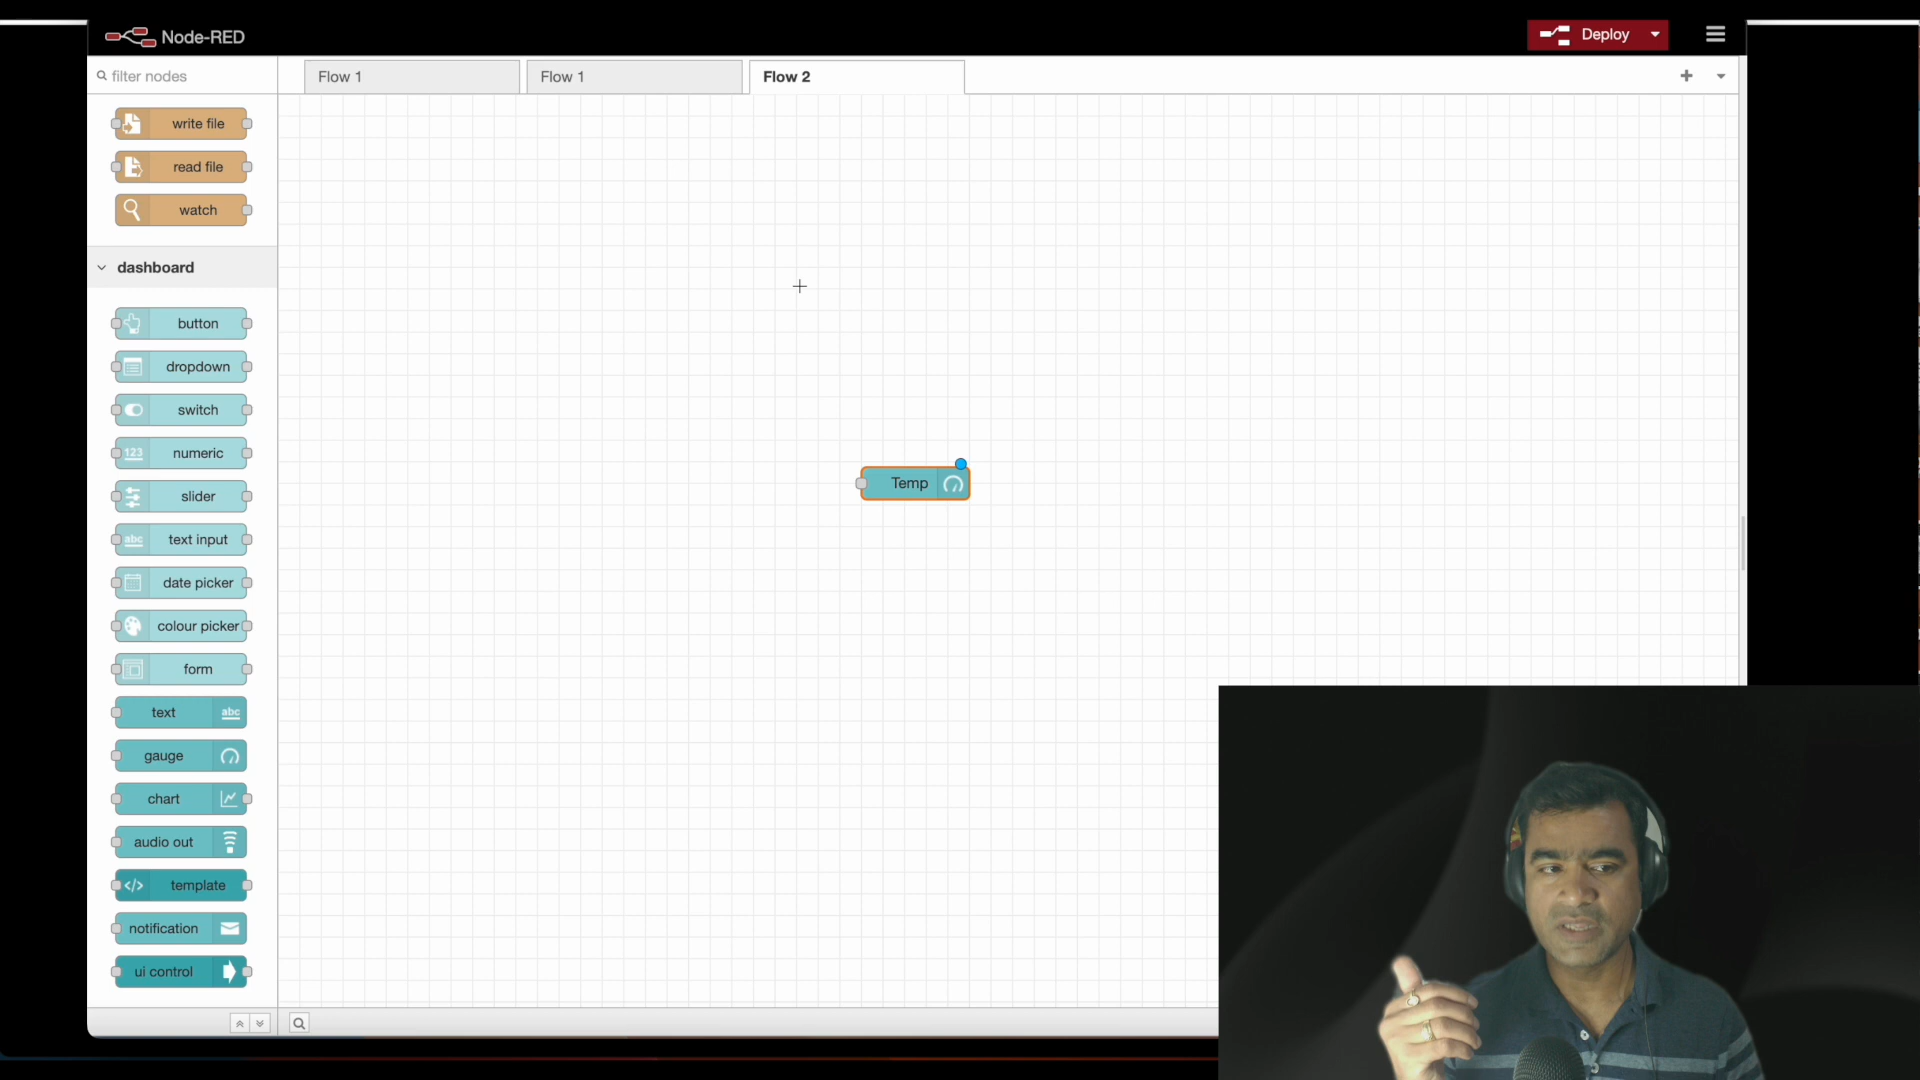 Node-RED
Deploy
filter nodes
Flow 1
Flow 1
Flow 2
write file
read file
watch
dashboard
button
dropdown
switch
123 numeric
slider
abc text input
date picker
colour picker
form
text abc
gauge
chart
audio out
</> template
notification
ui control
Temp